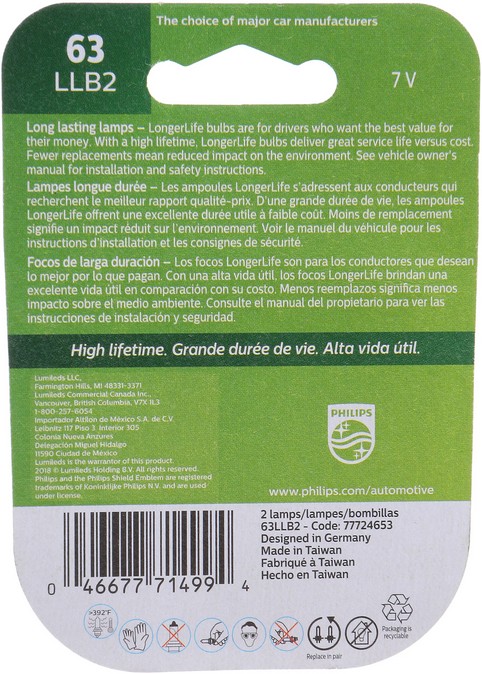 The choice of major car manufacturers
63
LLB2
7 V
Long lasting lamps – LongerLife bulbs are for drivers who want the best value for
their money. With a high lifetime, LongerLife bulbs deliver great service life versus cost.
Fewer replacements mean reduced impact on the environment. See vehicle owner's
manual for installation and safety instructions.
Lampes longue durée – Les ampoules LongerLife s'adressent aux conducteurs qui
recherchent le meilleur rapport qualité-prix. D'une grande durée de vie, les ampoules
LongerLife offrent une excellente durée utile à faible coût. Moins de remplacement
signifie un impact réduit sur l'environnement. Voir le manuel du véhicule pour les
instructions d'installation et les consignes de sécurité.
Focos de larga duración – Los focos LongerLife son para los conductores que desean
lo mejor por lo que pagan. Con una alta vida útil, los focos LongerLife brindan una
excelente vida útil en comparación con su costo. Menos reemplazos significa menos
impacto sobre el medio ambiente. Consulte el manual del propietario para ver las
instrucciones de instalación y seguridad.
High lifetime. Grande durée de vie. Alta vida útil.
Lumileds LLC,
Farmington Hills, MI 48331-3371
Lumileds Commercial Canada Inc.,
Vancouver, British Columbia, V7X 1L3
1-800-257-6054
Importador Altilon de México S.A. de C.V.
Leibnitz 117 Piso 3. Interior 305
Colonia Nueva Anzures
Delegación Miguel Hidalgo
11590 Ciudad de México
Lumileds is the warrantor of this product.
2018 © Lumileds Holding B.V. All rights reserved.
Philips and the Philips Shield Emblem are registered
trademarks of Koninklijke Philips N.V. and are used
under license.
PHILIPS
www.philips.com/automotive
2 lamps/lampes/bombillas
63LLB2 - Code: 77724653
Designed in Germany
Made in Taiwan
Fabriqué à Taiwan
Hecho en Taiwan
0 46677 71499 4
>392°F
Replace in pair
Packaging is
recyclable